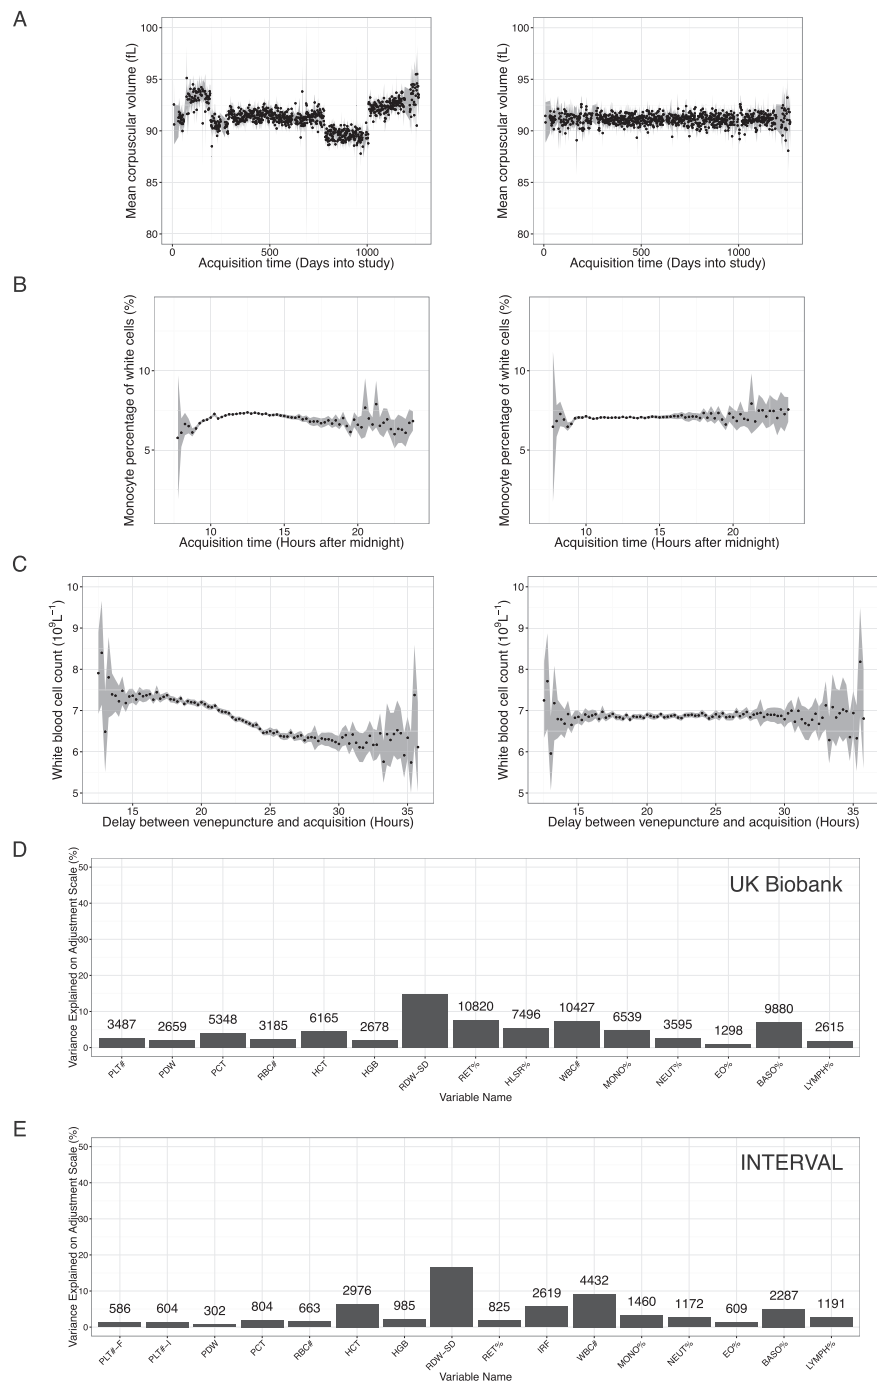 A
Mean corpuscular volume (fL)
100
95
90
85
80
0 500 1000
Acquisition time (Days into study)
Mean corpuscular volume (fL)
100
95
90
85
80
0 500 1000
Acquisition time (Days into study)
B
Monocyte percentage of white cells (%)
10
5
10 15 20
Acquisition time (Hours after midnight)
Monocyte percentage of white cells (%)
10
5
10 15 20
Acquisition time (Hours after midnight)
C
White blood cell count (10⁹L⁻¹)
10
9
8
7
6
5
15 20 25 30 35
Delay between venepuncture and acquisition (Hours)
White blood cell count (10⁹L⁻¹)
10
9
8
7
6
5
15 20 25 30 35
Delay between venepuncture and acquisition (Hours)
D
Variance Explained on Adjustment Scale (%)
50
40
30
20
10
0
UK Biobank
3487 2659 5348 3185 6165 2678 10820 7496 10427 6539 3595 1298 9880 2615
PLT# PDW PCT RBC# HCT HGB RDW−SD RET% HLSR% WBC# MONO% NEUT% EO% BASO% LYMPH%
Variable Name
E
Variance Explained on Adjustment Scale (%)
50
40
30
20
10
0
INTERVAL
586 604 302 804 663 2976 985 825 2619 4432 1460 1172 609 2287 1191
PLT#−F PLT#−I PDW PCT RBC# HCT HGB RDW−SD RET% IRF WBC# MONO% NEUT% EO% BASO% LYMPH%
Variable Name